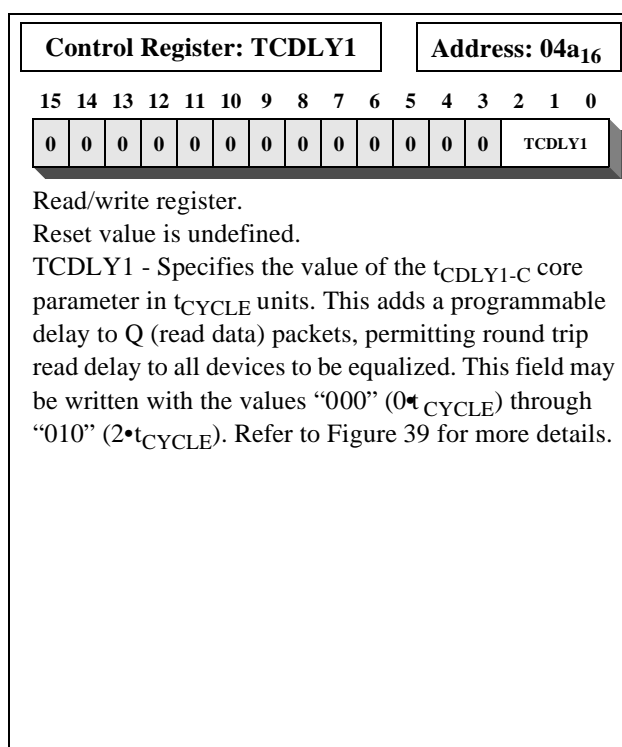 Control Register: TCDLY1
Address: 04a16
15 14 13 12 11 10 9 8 7 6 5 4 3 2 1 0
0 0 0 0 0 0 0 0 0 0 0 0 0 TCDLY1
Read/write register.
Reset value is undefined.
TCDLY1 - Specifies the value of the tCDLY1-C core
parameter in tCYCLE units. This adds a programmable
delay to Q (read data) packets, permitting round trip
read delay to all devices to be equalized. This field may
be written with the values “000” (0•tCYCLE) through
“010” (2•tCYCLE). Refer to Figure 39 for more details.